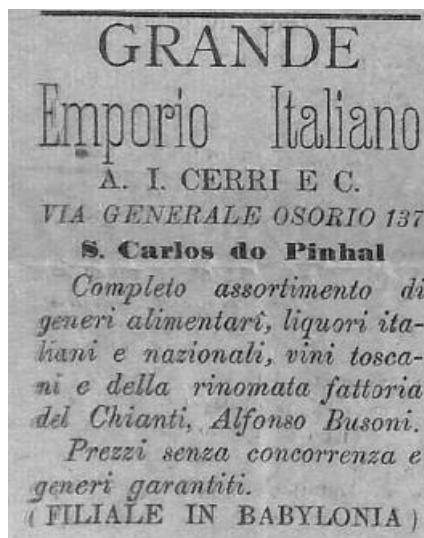 GRANDE
Emporio Italiano
A. I. CERRI E C.
VIA GENERALE OSORIO 137
S. Carlos do Pinhal
Completo assortimento di
generi alimentarî, liquori ita-
liani e nazionali, vini tosca-
ni e della rinomata fattoria
del Chianti, Alfonso Busoni.
Prezzi senza concorrenza e
generi garantiti.
(FILIALE IN BABYLONIA)